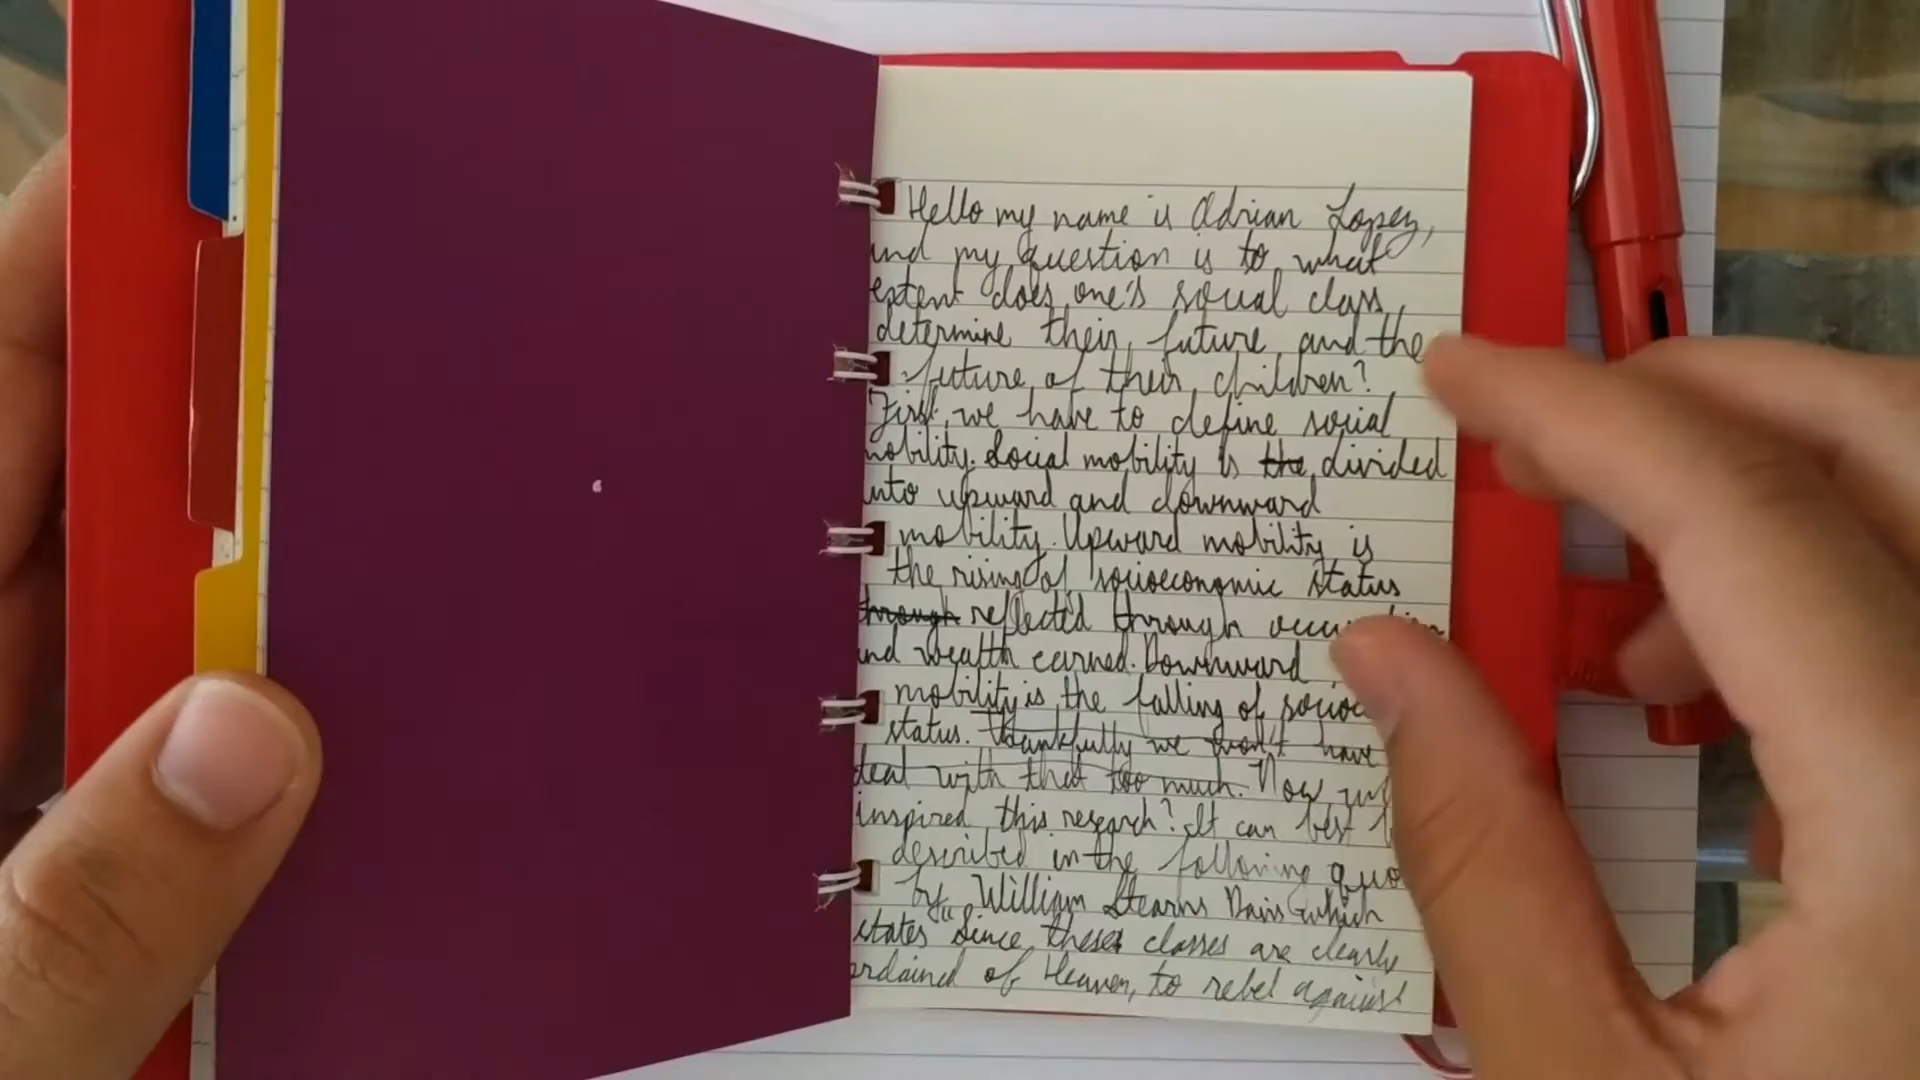 Hello my name is Adrian Lopez,
and my question is to what
extent does one's social class
determine their future and the
future of their children?
First, we have to define social
mobility. Social mobility is the divided
into upward and downward
mobility. Upward mobility is
the rising of socioeconomic status
through reflected through
and wealth earned. Downward
mobility is the falling of
status. Thankfully we won't have
deal with that too much. Now
inspired this research? It can best
described in the following
by William Stearns Davis which
states "Since these classes are clearly
ordained of Heaven, to rebel against